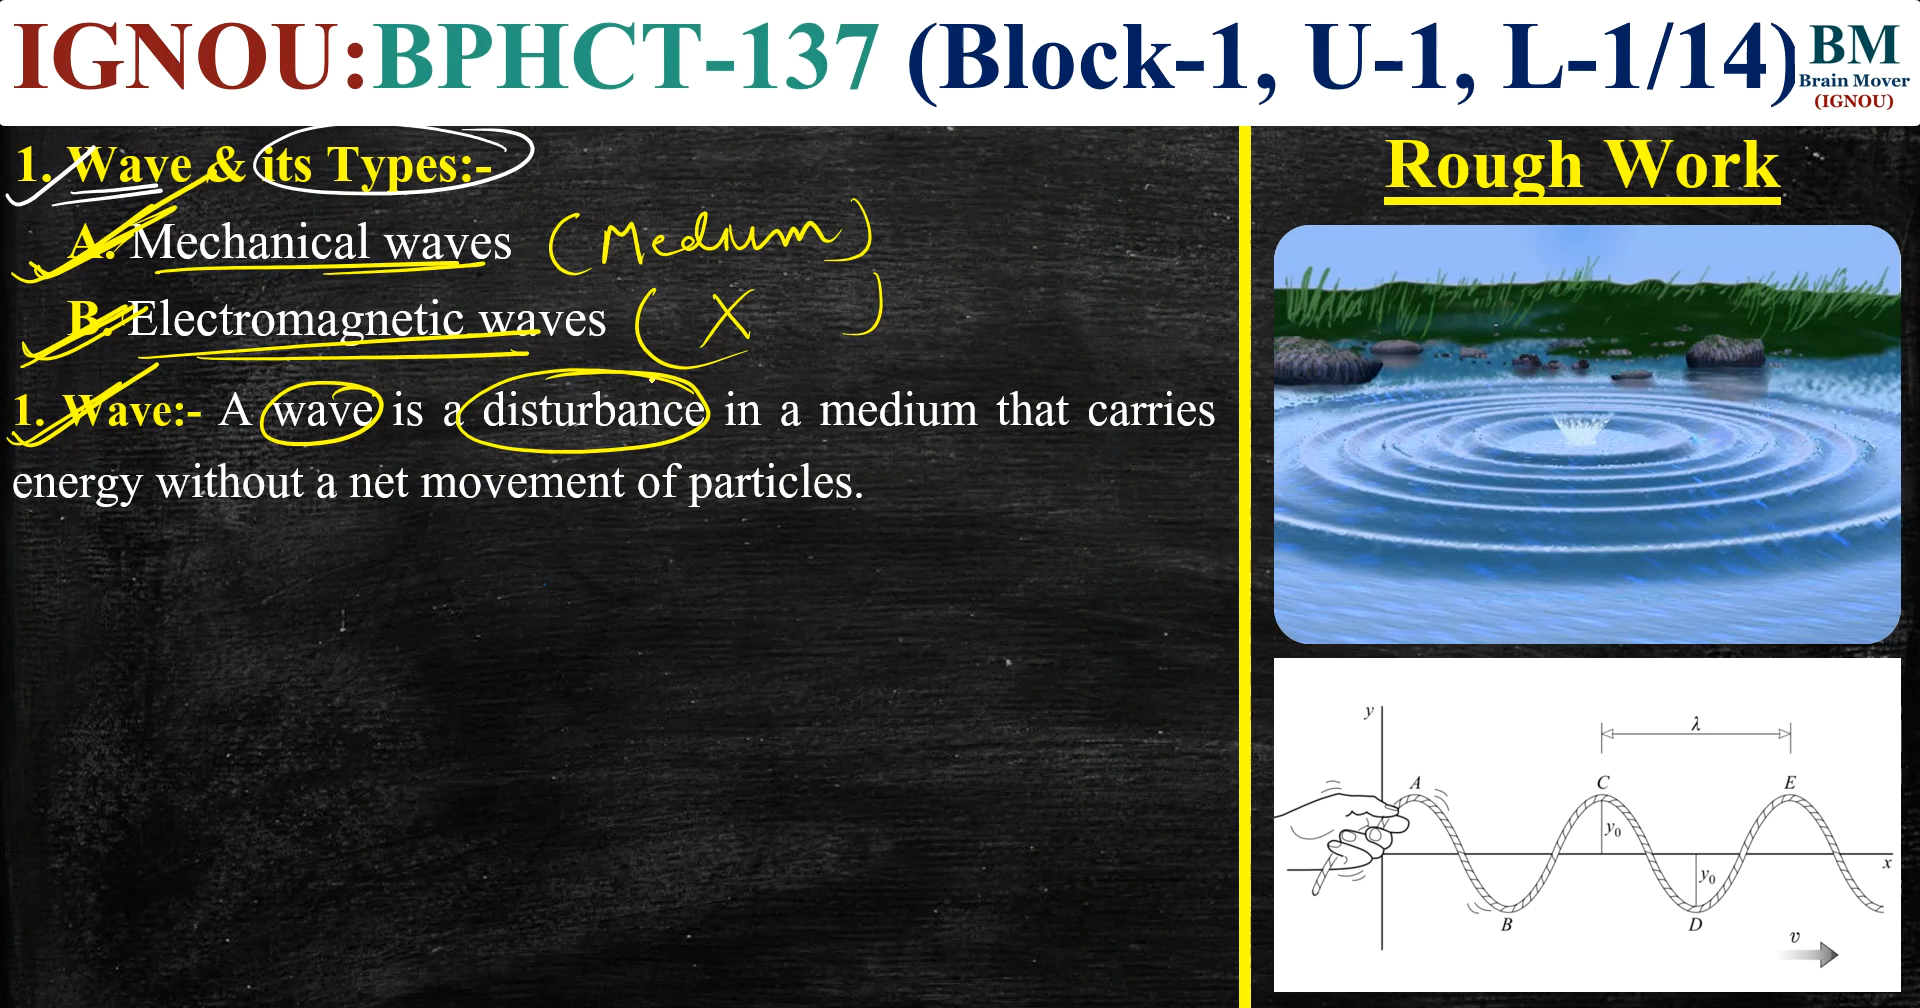 IGNOU:BPHCT-137 (Block-1, U-1, L-1/14)
BM
Brain Mover
(IGNOU)
1. Wave & its Types:-
A. Mechanical waves (Medium)
B. Electromagnetic waves ( X )
1. Wave:- A wave is a disturbance in a medium that carries
energy without a net movement of particles.
Rough Work
y
λ
A
C
E
y₀
x
y₀
B
D
v